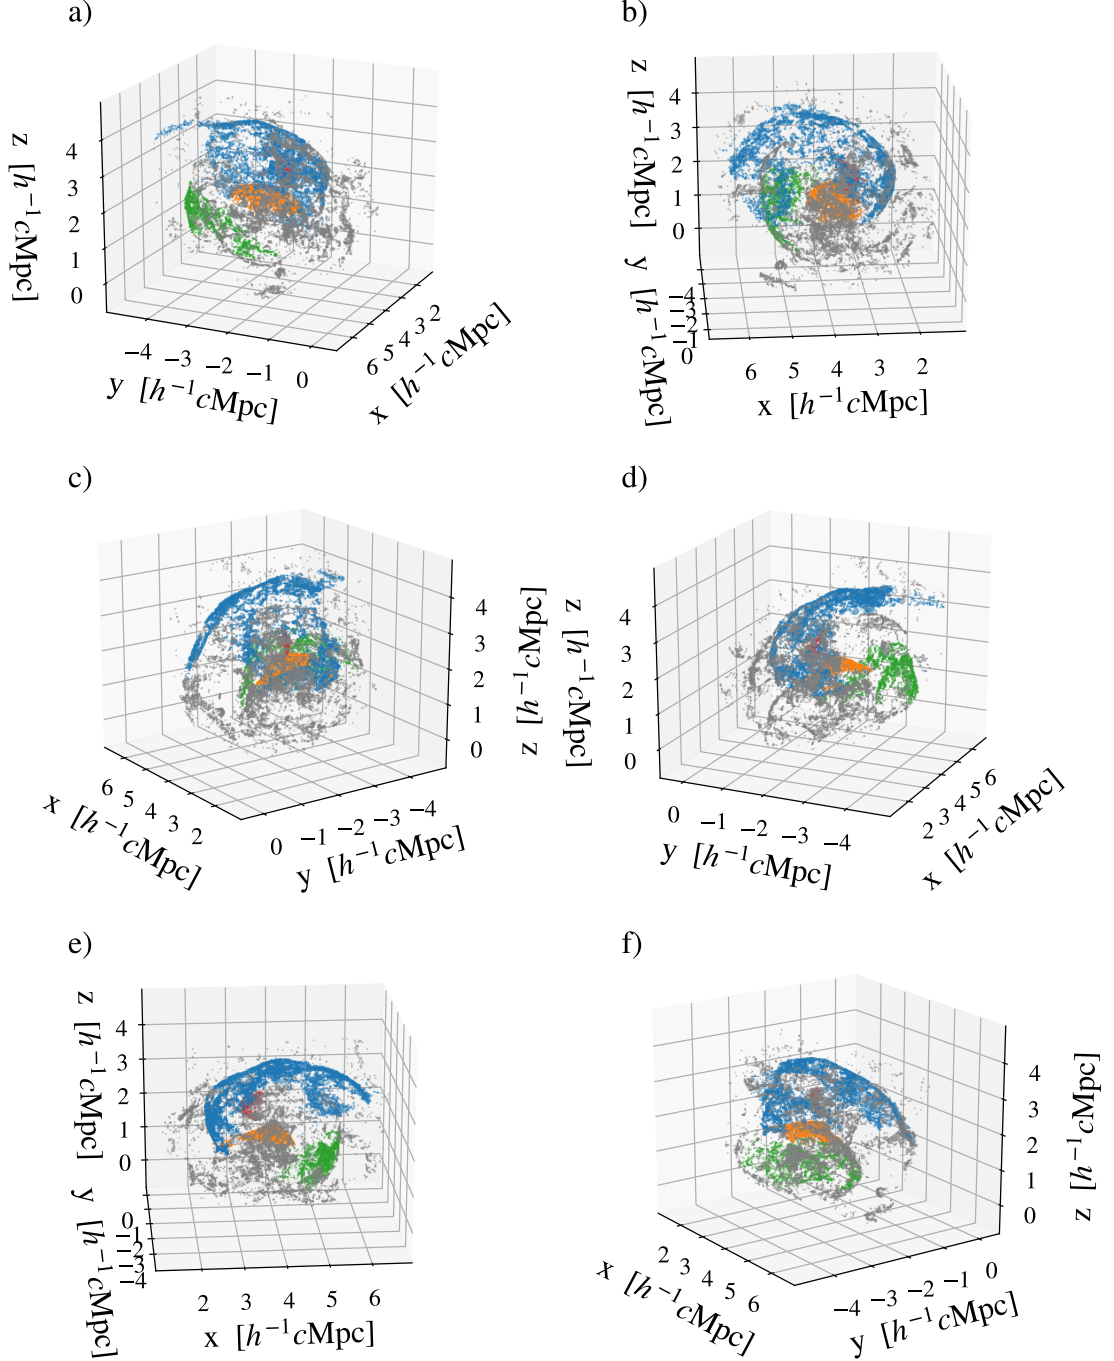 a)
z [h⁻¹cMpc]
4
3
2
1
0
−4 −3 −2 −1 0
y [h⁻¹cMpc]
6 5 4 3 2
x [h⁻¹cMpc]
b)
z [h⁻¹cMpc]
4
3
2
1
0
y [h⁻¹cMpc]
−4
−3
−2
−1
0
6 5 4 3 2
x [h⁻¹cMpc]
c)
z [h⁻¹cMpc]
4
3
2
1
0
6 5 4 3 2
x [h⁻¹cMpc]
0 −1 −2 −3 −4
y [h⁻¹cMpc]
d)
z [h⁻¹cMpc]
4
3
2
1
0
0 −1 −2 −3 −4
y [h⁻¹cMpc]
2 3 4 5 6
x [h⁻¹cMpc]
e)
z [h⁻¹cMpc]
4
3
2
1
0
y [h⁻¹cMpc]
0
−1
−2
−3
−4
2 3 4 5 6
x [h⁻¹cMpc]
f)
z [h⁻¹cMpc]
4
3
2
1
0
2 3 4 5 6
x [h⁻¹cMpc]
−4 −3 −2 −1 0
y [h⁻¹cMpc]